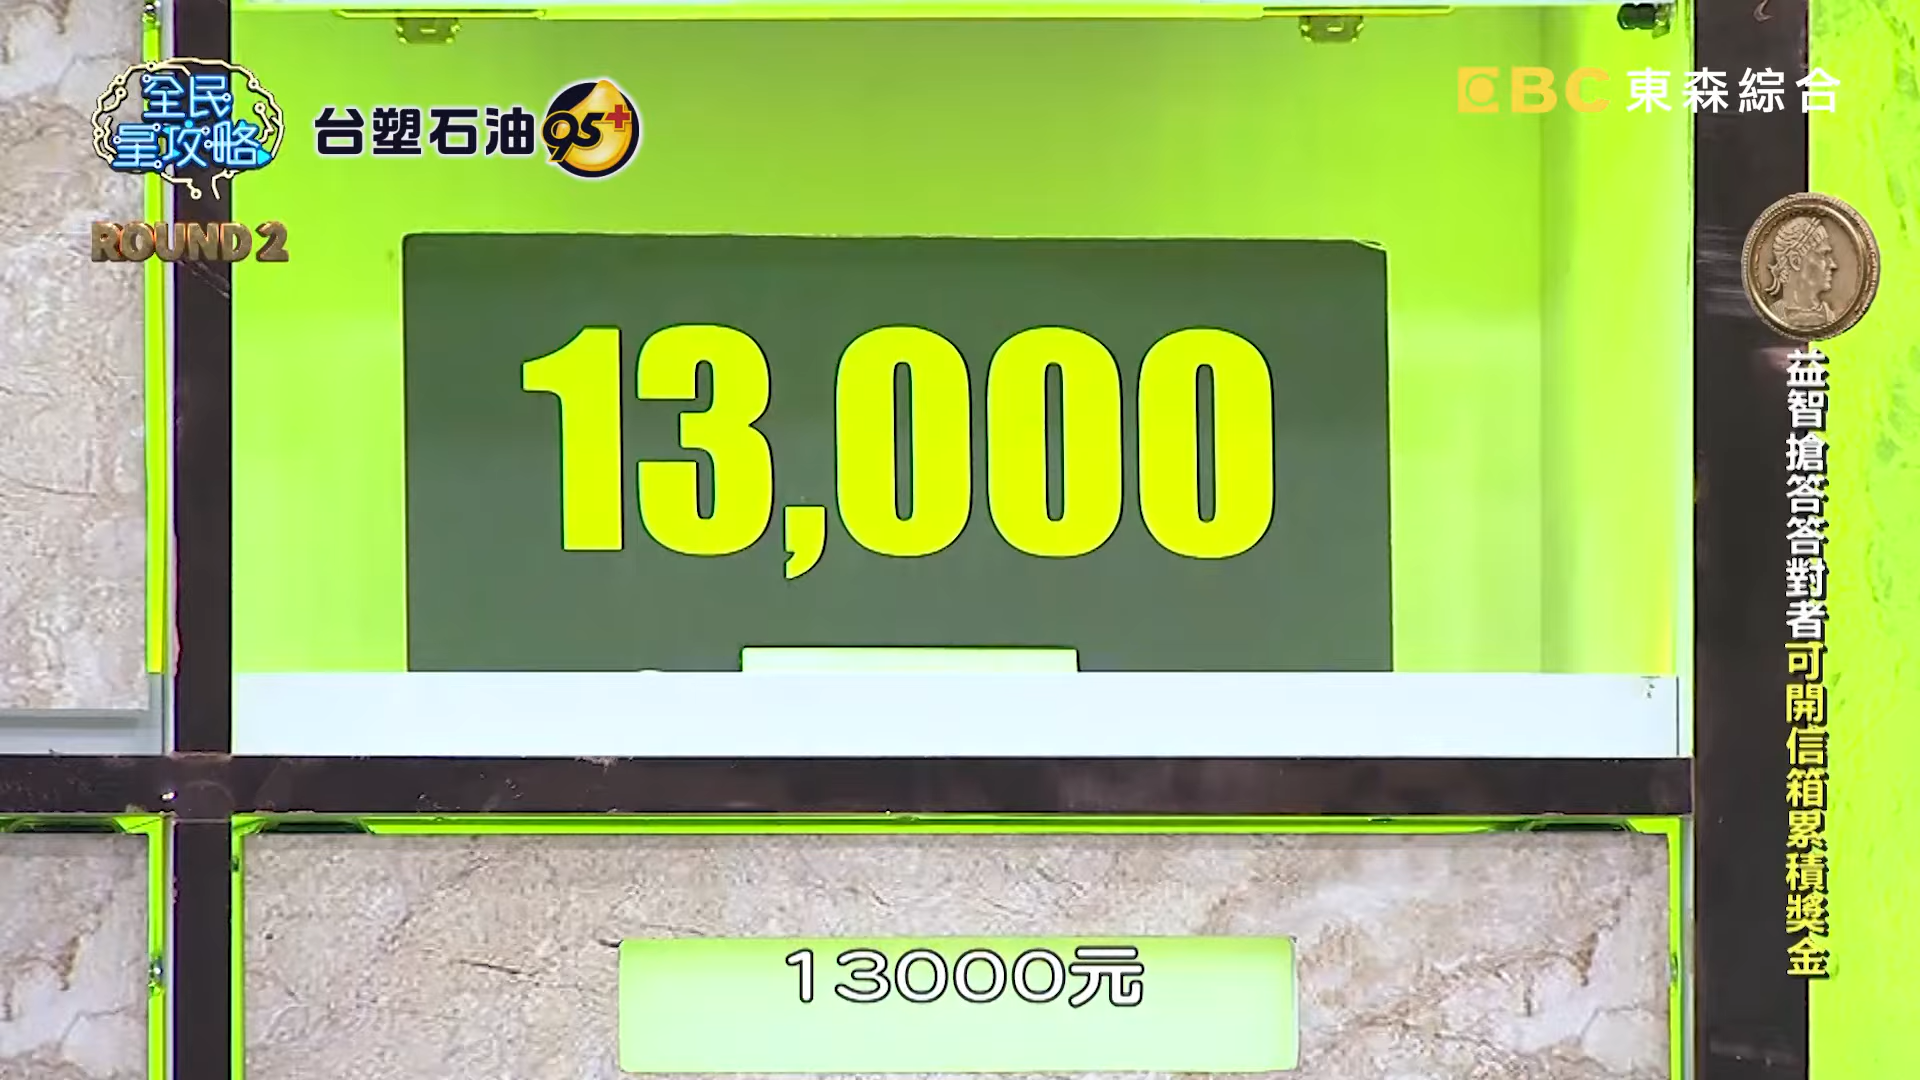 全民
星攻略
台塑石油 95+
ROUND 2
EBC 東森綜合
13,000
益智搶答答對者可開信箱累積獎金
13000元